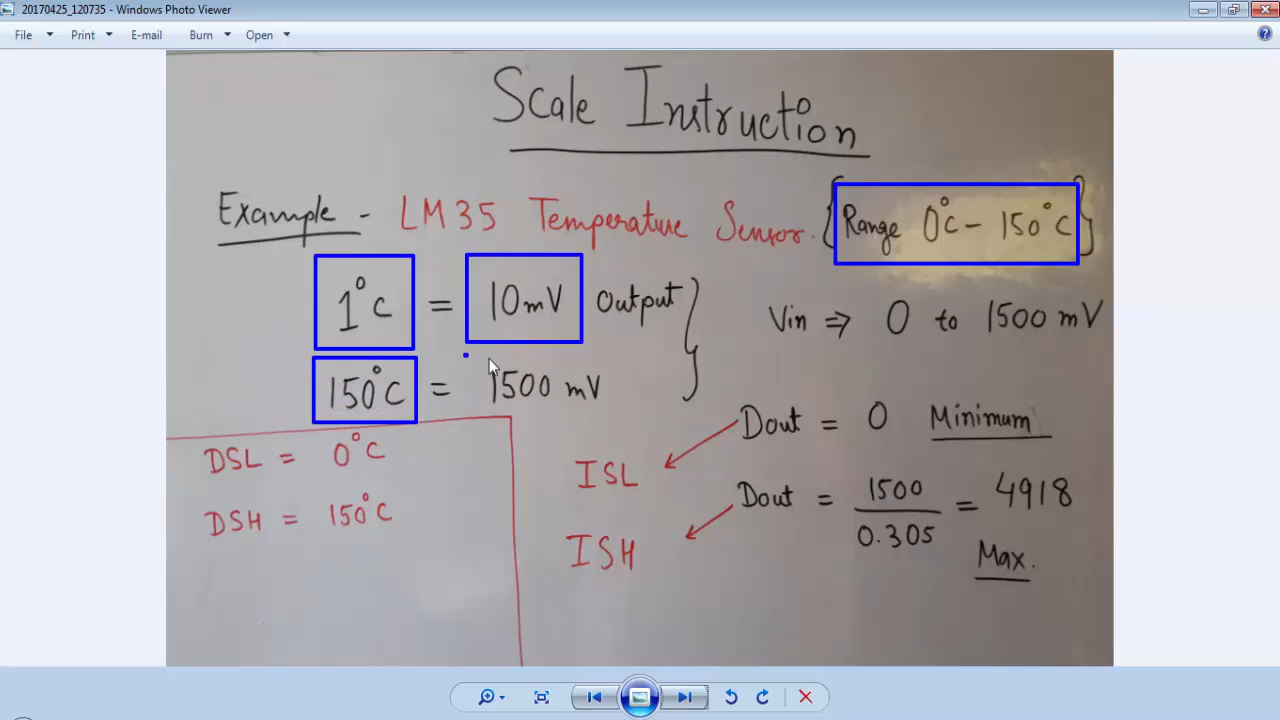 20170425_120735 - Windows Photo Viewer
File Print E-mail Burn Open
Scale Instruction
Example - LM35 Temperature Sensor. {Range 0°C - 150°C}
1°C = 10mV Output
Vin ⇒ 0 to 1500 mV
150°C = 1500 mV
Dout = 0 Minimum
ISL
Dout = 1500/0.305 = 4918
Max.
ISH
DSL = 0°C
DSH = 150°C